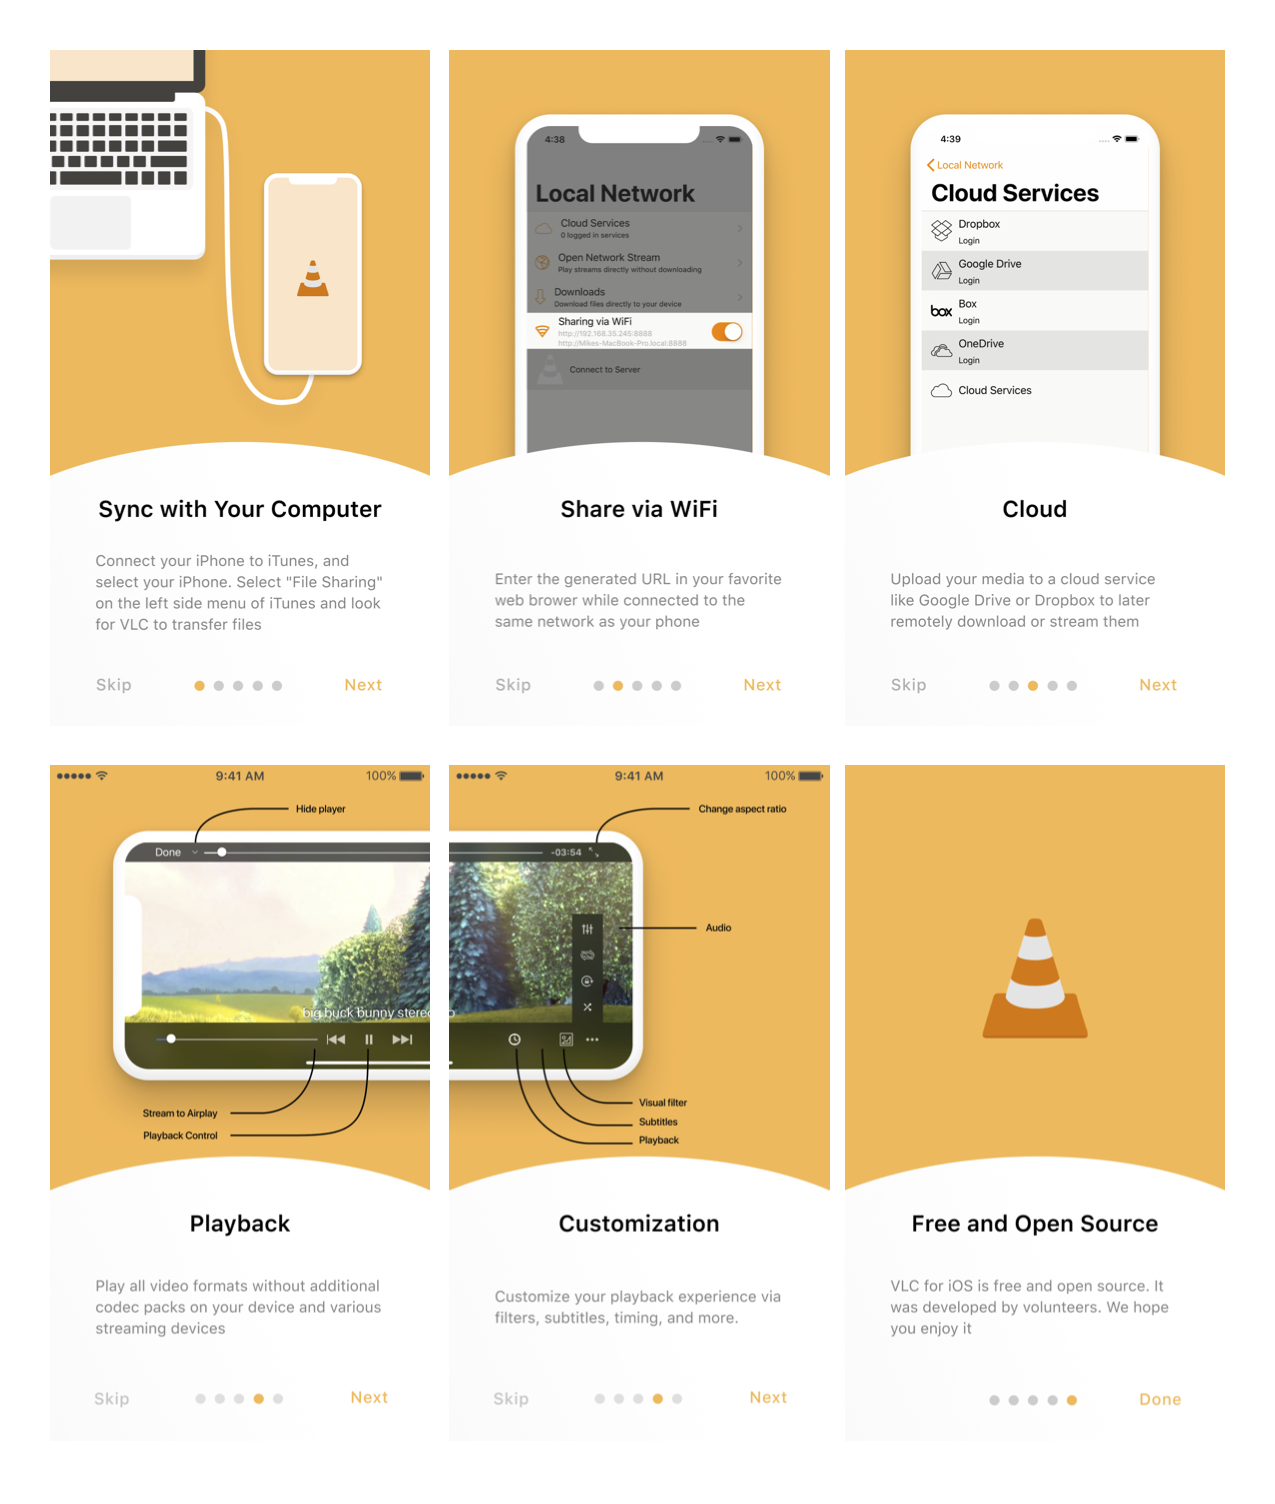 Sync with Your Computer
Connect your iPhone to iTunes, and
select your iPhone. Select "File Sharing"
on the left side menu of iTunes and look
for VLC to transfer files
Skip
Next
4:38
Local Network
Cloud Services
0 logged in services
Open Network Stream
Play streams directly without downloading
Downloads
Download files directly to your device
Sharing via WiFi
http://192.168.35.245:8888
http://Mikes-MacBook-Pro.local:8888
Connect to Server
Share via WiFi
Enter the generated URL in your favorite
web brower while connected to the
same network as your phone
Skip
Next
4:39
Local Network
Cloud Services
Dropbox
Login
Google Drive
Login
box
Box
Login
OneDrive
Login
Cloud Services
Cloud
Upload your media to a cloud service
like Google Drive or Dropbox to later
remotely download or stream them
Skip
Next
9:41 AM
100%
Hide player
Done
big buck bunny stereo
Stream to Airplay
Playback Control
Playback
Play all video formats without additional
codec packs on your device and various
streaming devices
Skip
Next
9:41 AM
100%
Change aspect ratio
-03:54
Audio
Visual filter
Subtitles
Playback
Customization
Customize your playback experience via
filters, subtitles, timing, and more.
Skip
Next
Free and Open Source
VLC for iOS is free and open source. It
was developed by volunteers. We hope
you enjoy it
Done